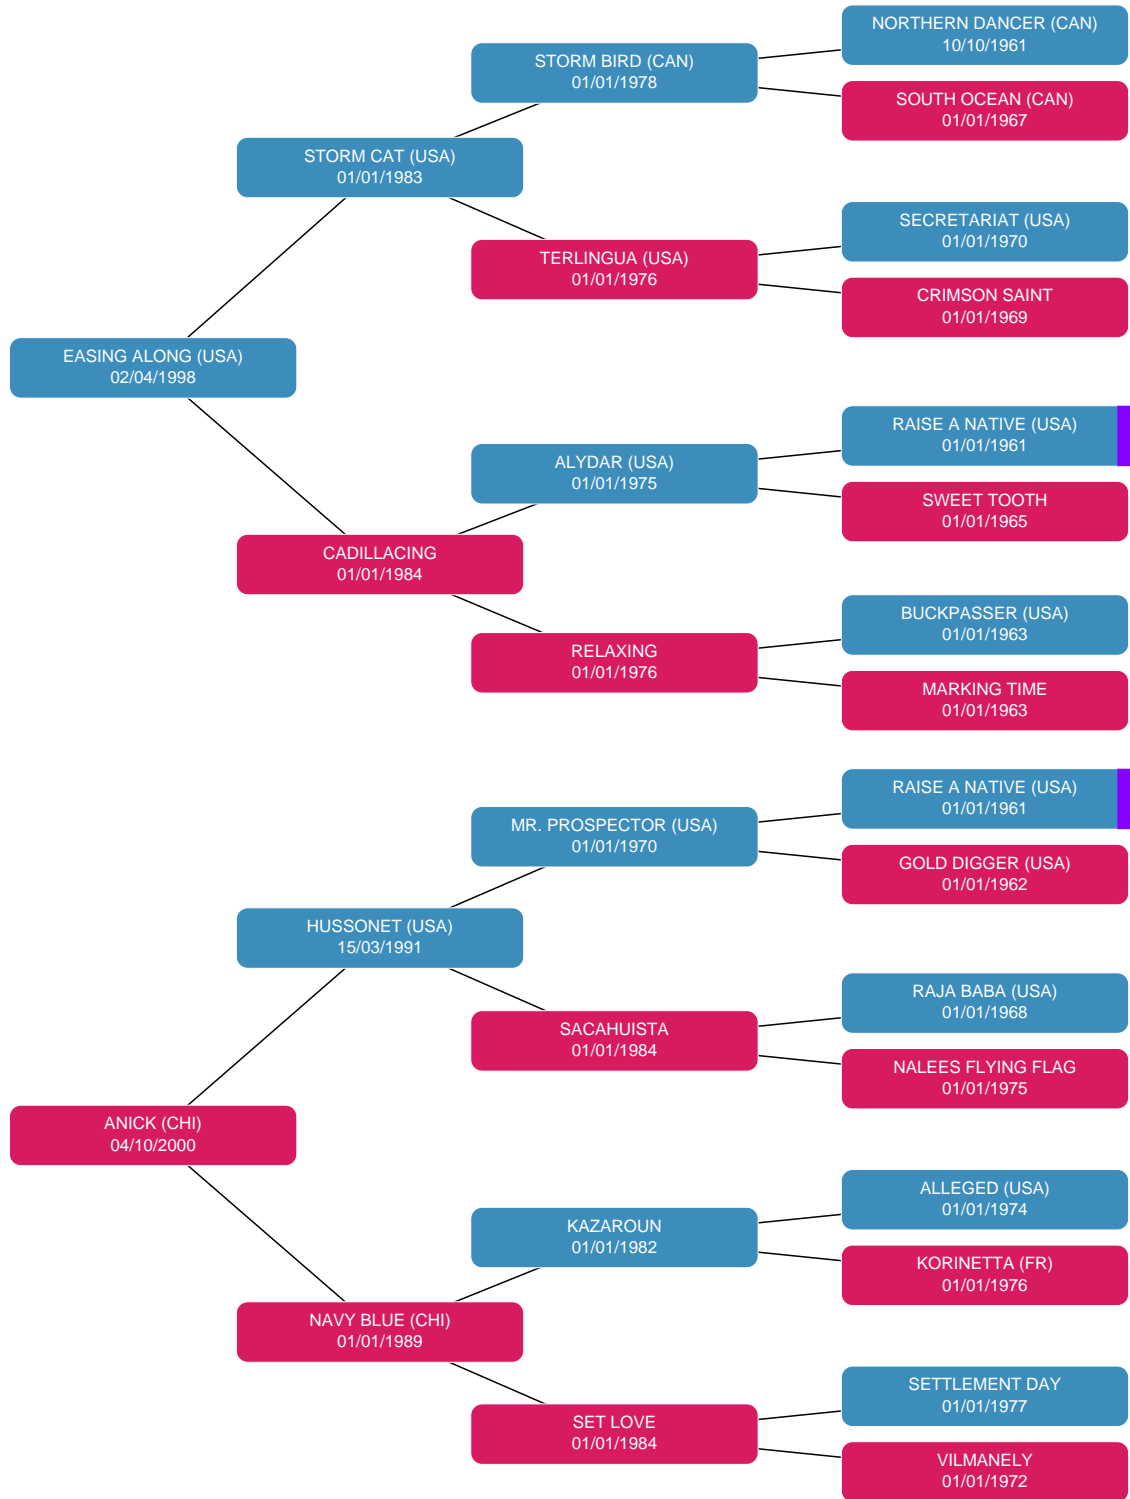 NORTHERN DANCER (CAN)
10/10/1961
STORM BIRD (CAN)
01/01/1978
SOUTH OCEAN (CAN)
01/01/1967
STORM CAT (USA)
01/01/1983
SECRETARIAT (USA)
01/01/1970
TERLINGUA (USA)
01/01/1976
CRIMSON SAINT
01/01/1969
EASING ALONG (USA)
02/04/1998
RAISE A NATIVE (USA)
01/01/1961
ALYDAR (USA)
01/01/1975
SWEET TOOTH
01/01/1965
CADILLACING
01/01/1984
BUCKPASSER (USA)
01/01/1963
RELAXING
01/01/1976
MARKING TIME
01/01/1963
RAISE A NATIVE (USA)
01/01/1961
MR. PROSPECTOR (USA)
01/01/1970
GOLD DIGGER (USA)
01/01/1962
HUSSONET (USA)
15/03/1991
RAJA BABA (USA)
01/01/1968
SACAHUISTA
01/01/1984
NALEES FLYING FLAG
01/01/1975
ANICK (CHI)
04/10/2000
ALLEGED (USA)
01/01/1974
KAZAROUN
01/01/1982
KORINETTA (FR)
01/01/1976
NAVY BLUE (CHI)
01/01/1989
SETTLEMENT DAY
01/01/1977
SET LOVE
01/01/1984
VILMANELY
01/01/1972